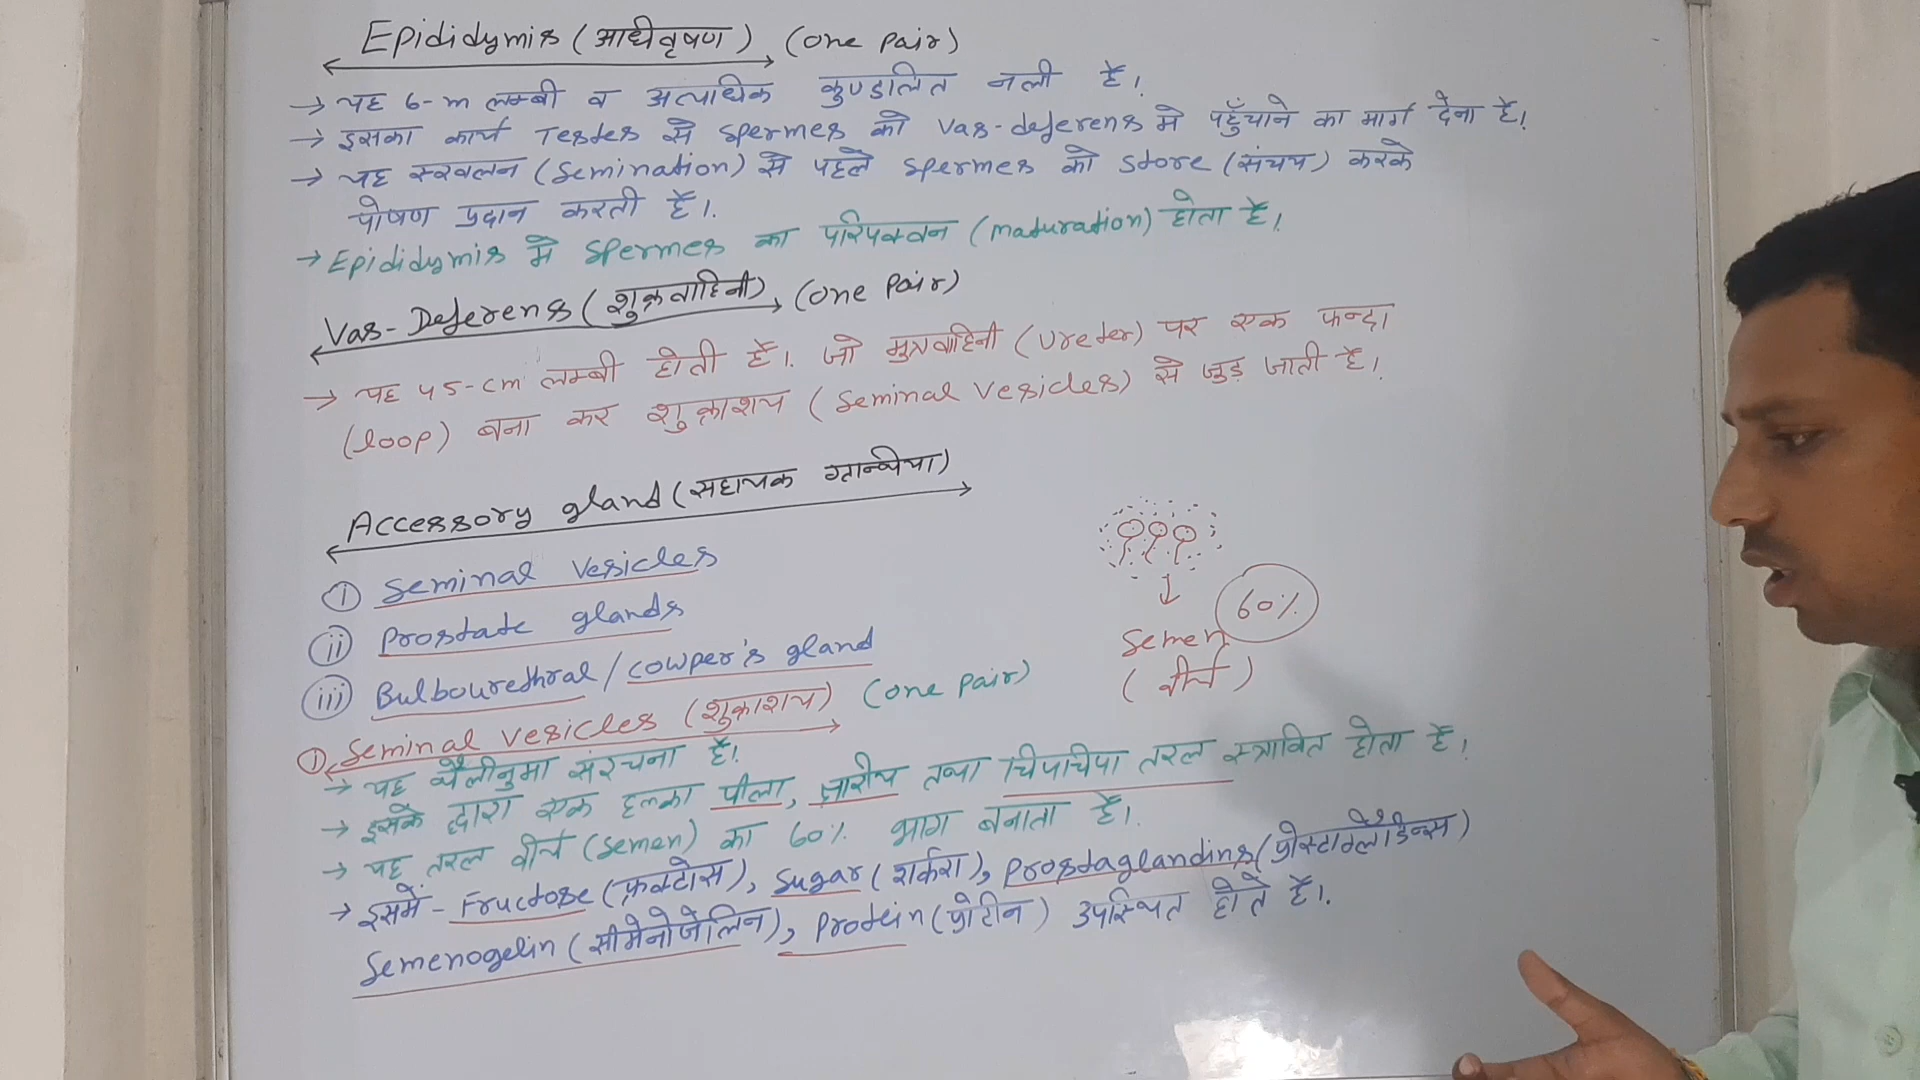 Epididymis (आधिवृषण) (one pair)
→ यह 6-m लम्बी व अत्याधिक कुण्डलित नली है।
→ इसका कार्य Testes से spermes को Vas-deferens मे पहुँचाने का मार्ग देना है।
→ यह स्खलन (Semination) से पहले spermes को store (संचय) करके
पोषण प्रदान करती है।
→ Epididymis मे spermes का परिपक्वन (maturation) होता है।
Vas-Deferens (शुक्रवाहिनी) (one pair)
→ यह 45-cm लम्बी होती है। जो मुत्रवाहिनी (ureter) पर एक फन्दा
(loop) बना कर शुक्राशय (seminal vesicles) से जुड़ जाती है।
Accessory gland (सहायक ग्रन्थिया)
① Seminal vesicles
ⅱ Prostate glands
ⅲ Bulbourethral / cowper's gland
60%
Semen
(वीर्य)
① Seminal vesicles (शुक्राशय) (one pair)
→ यह थैलीनुमा संरचना है।
→ इसके द्वारा एक हल्का पीला, क्षारीय तथा चिपाचिपा तरल स्त्रावित होता है।
→ यह तरल वीर्य (semen) का 60% भाग बनाता है।
→ इसमें - Fructose (फ्रक्टोस), Sugar (शर्करा), Prostaglandins (प्रोस्टाग्लैंडिन्स)
Semenogelin (सीमेनोजेलिन), Protein (प्रोटीन) उपस्थित होते है।